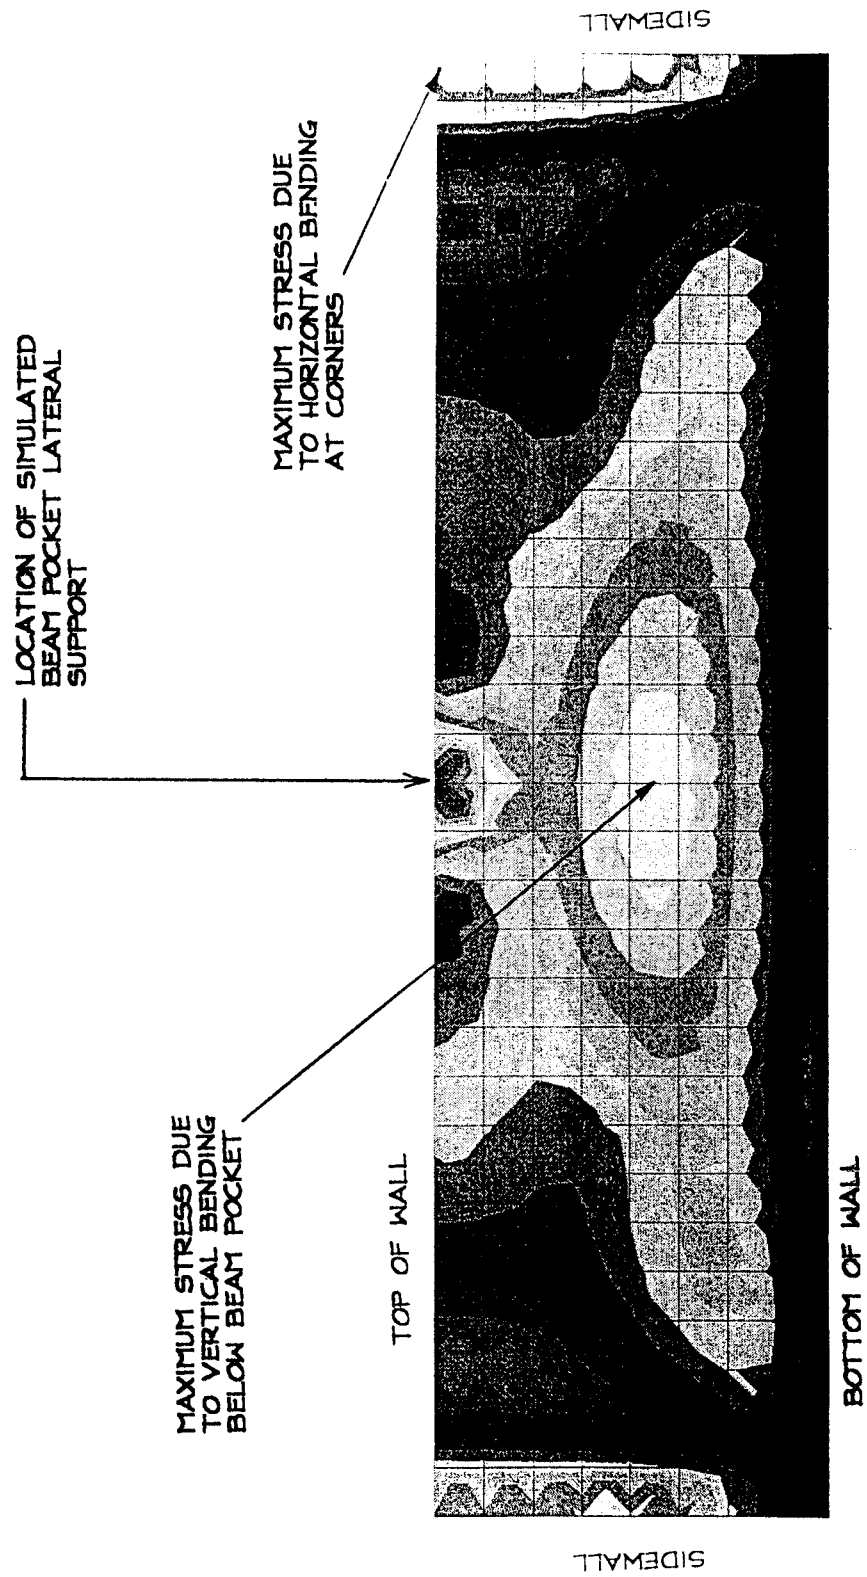 SIDEWALL
MAXIMUM STRESS DUE
TO VERTICAL BENDING
BELOW BEAM POCKET
LOCATION OF SIMULATED
BEAM POCKET LATERAL
SUPPORT
MAXIMUM STRESS DUE
TO HORIZONTAL BENDING
AT CORNERS
TOP OF WALL
BOTTOM OF WALL
SIDEWALL